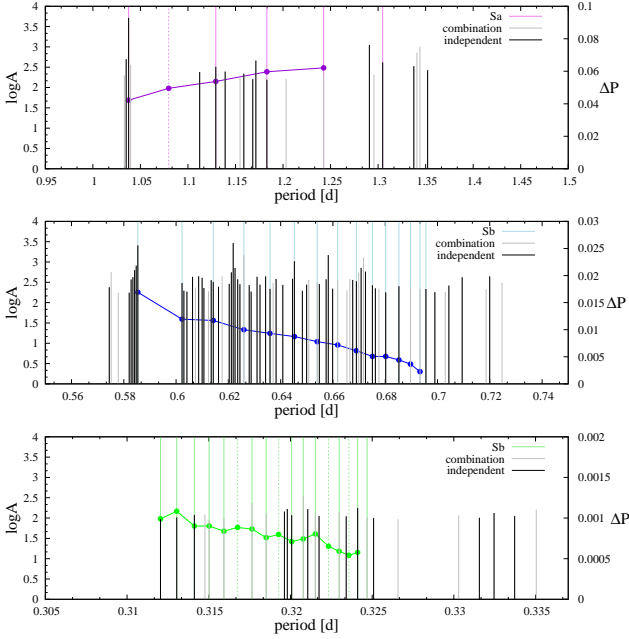 4
3.5
3
2.5
2
1.5
1
0.5
0
logA
0.1
0.08
0.06
0.04
0.02
0
ΔP
Sa
combination
independent
0.95 1 1.05 1.1 1.15 1.2 1.25 1.3 1.35 1.4 1.45 1.5
period [d]
4
3.5
3
2.5
2
1.5
1
0.5
0
logA
0.03
0.025
0.02
0.015
0.01
0.005
0
ΔP
Sb
combination
independent
0.56 0.58 0.6 0.62 0.64 0.66 0.68 0.7 0.72 0.74
period [d]
4
3.5
3
2.5
2
1.5
1
0.5
0
logA
0.002
0.0015
0.001
0.0005
0
ΔP
Sb
combination
independent
0.305 0.31 0.315 0.32 0.325 0.33 0.335
period [d]